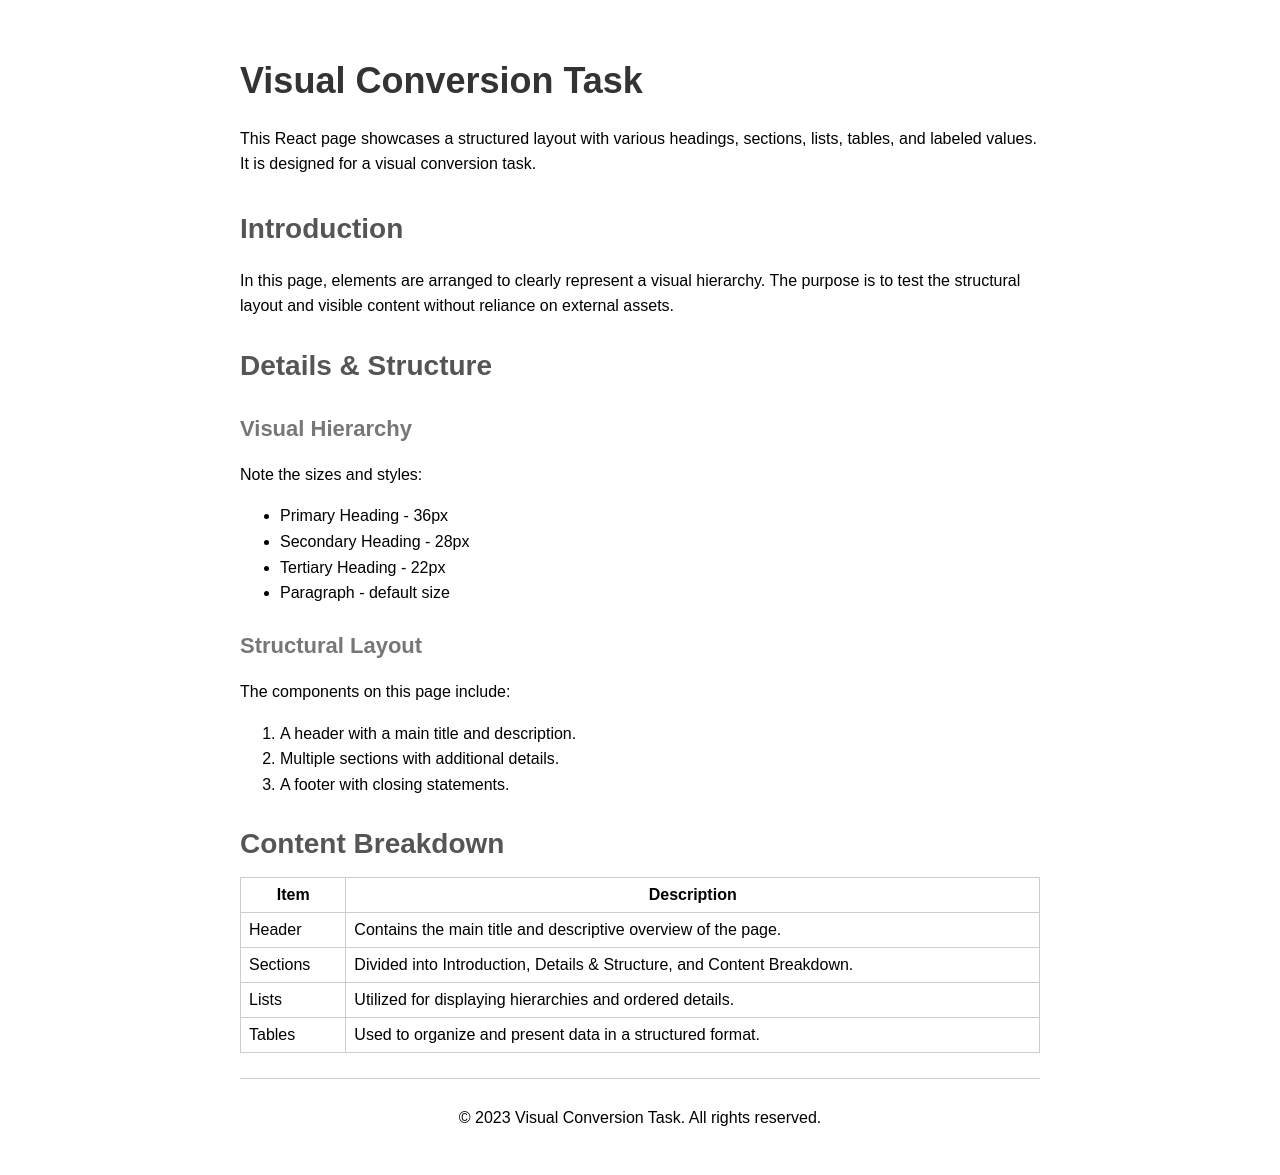 Visual Conversion Task
This React page showcases a structured layout with various headings, sections, lists, tables, and labeled values.
It is designed for a visual conversion task.
Introduction
In this page, elements are arranged to clearly represent a visual hierarchy. The purpose is to test the structural
layout and visible content without reliance on external assets.
Details & Structure
Visual Hierarchy
Note the sizes and styles:
• Primary Heading - 36px
• Secondary Heading - 28px
• Tertiary Heading - 22px
• Paragraph - default size
Structural Layout
The components on this page include:
1. A header with a main title and description.
2. Multiple sections with additional details.
3. A footer with closing statements.
Content Breakdown
Item Description
Header Contains the main title and descriptive overview of the page.
Sections Divided into Introduction, Details & Structure, and Content Breakdown.
Lists Utilized for displaying hierarchies and ordered details.
Tables Used to organize and present data in a structured format.
© 2023 Visual Conversion Task. All rights reserved.